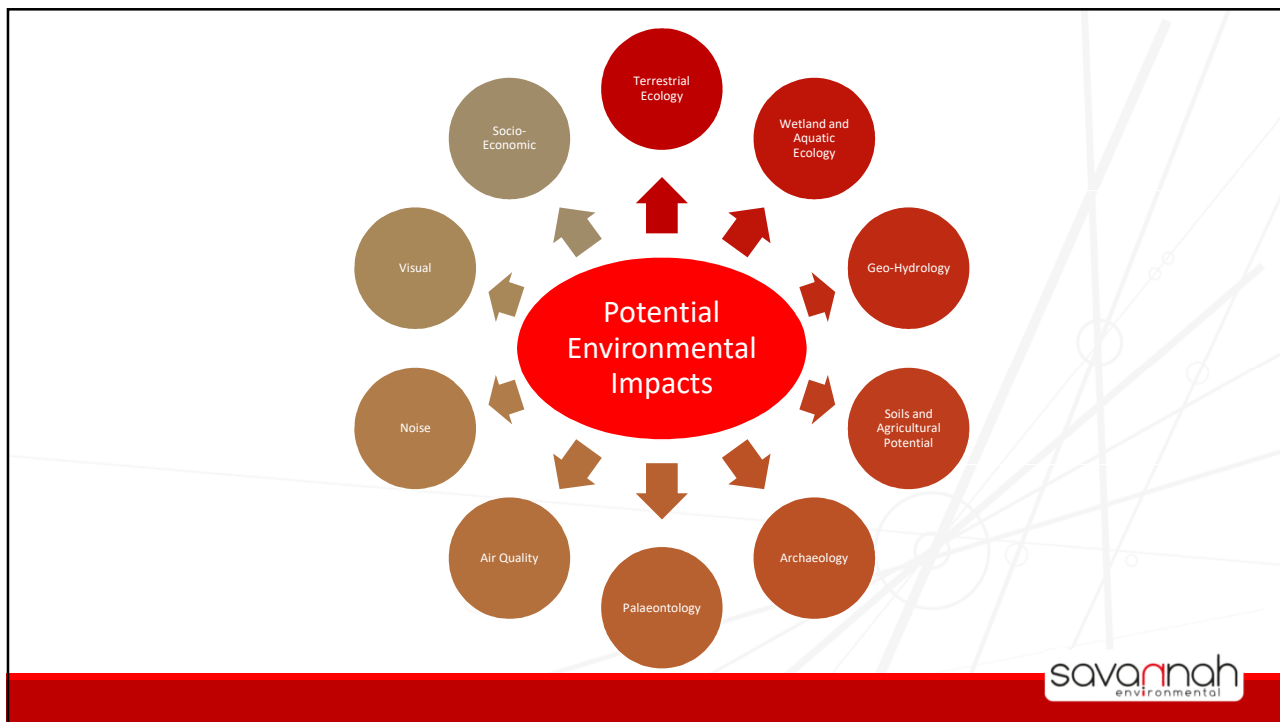 Terrestrial
Ecology
Wetland and
Aquatic
Ecology
Geo-Hydrology
Soils and
Agricultural
Potential
Archaeology
Palaeontology
Air Quality
Noise
Visual
Socio-
Economic
Potential
Environmental
Impacts
savannah
environmental